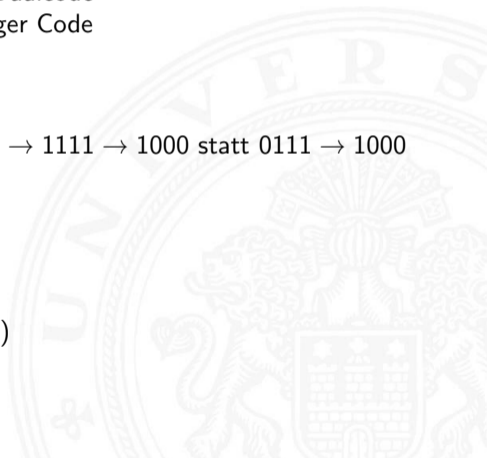 ger Code
→ 1111 → 1000 statt 0111 → 1000
)
U N I V E R S